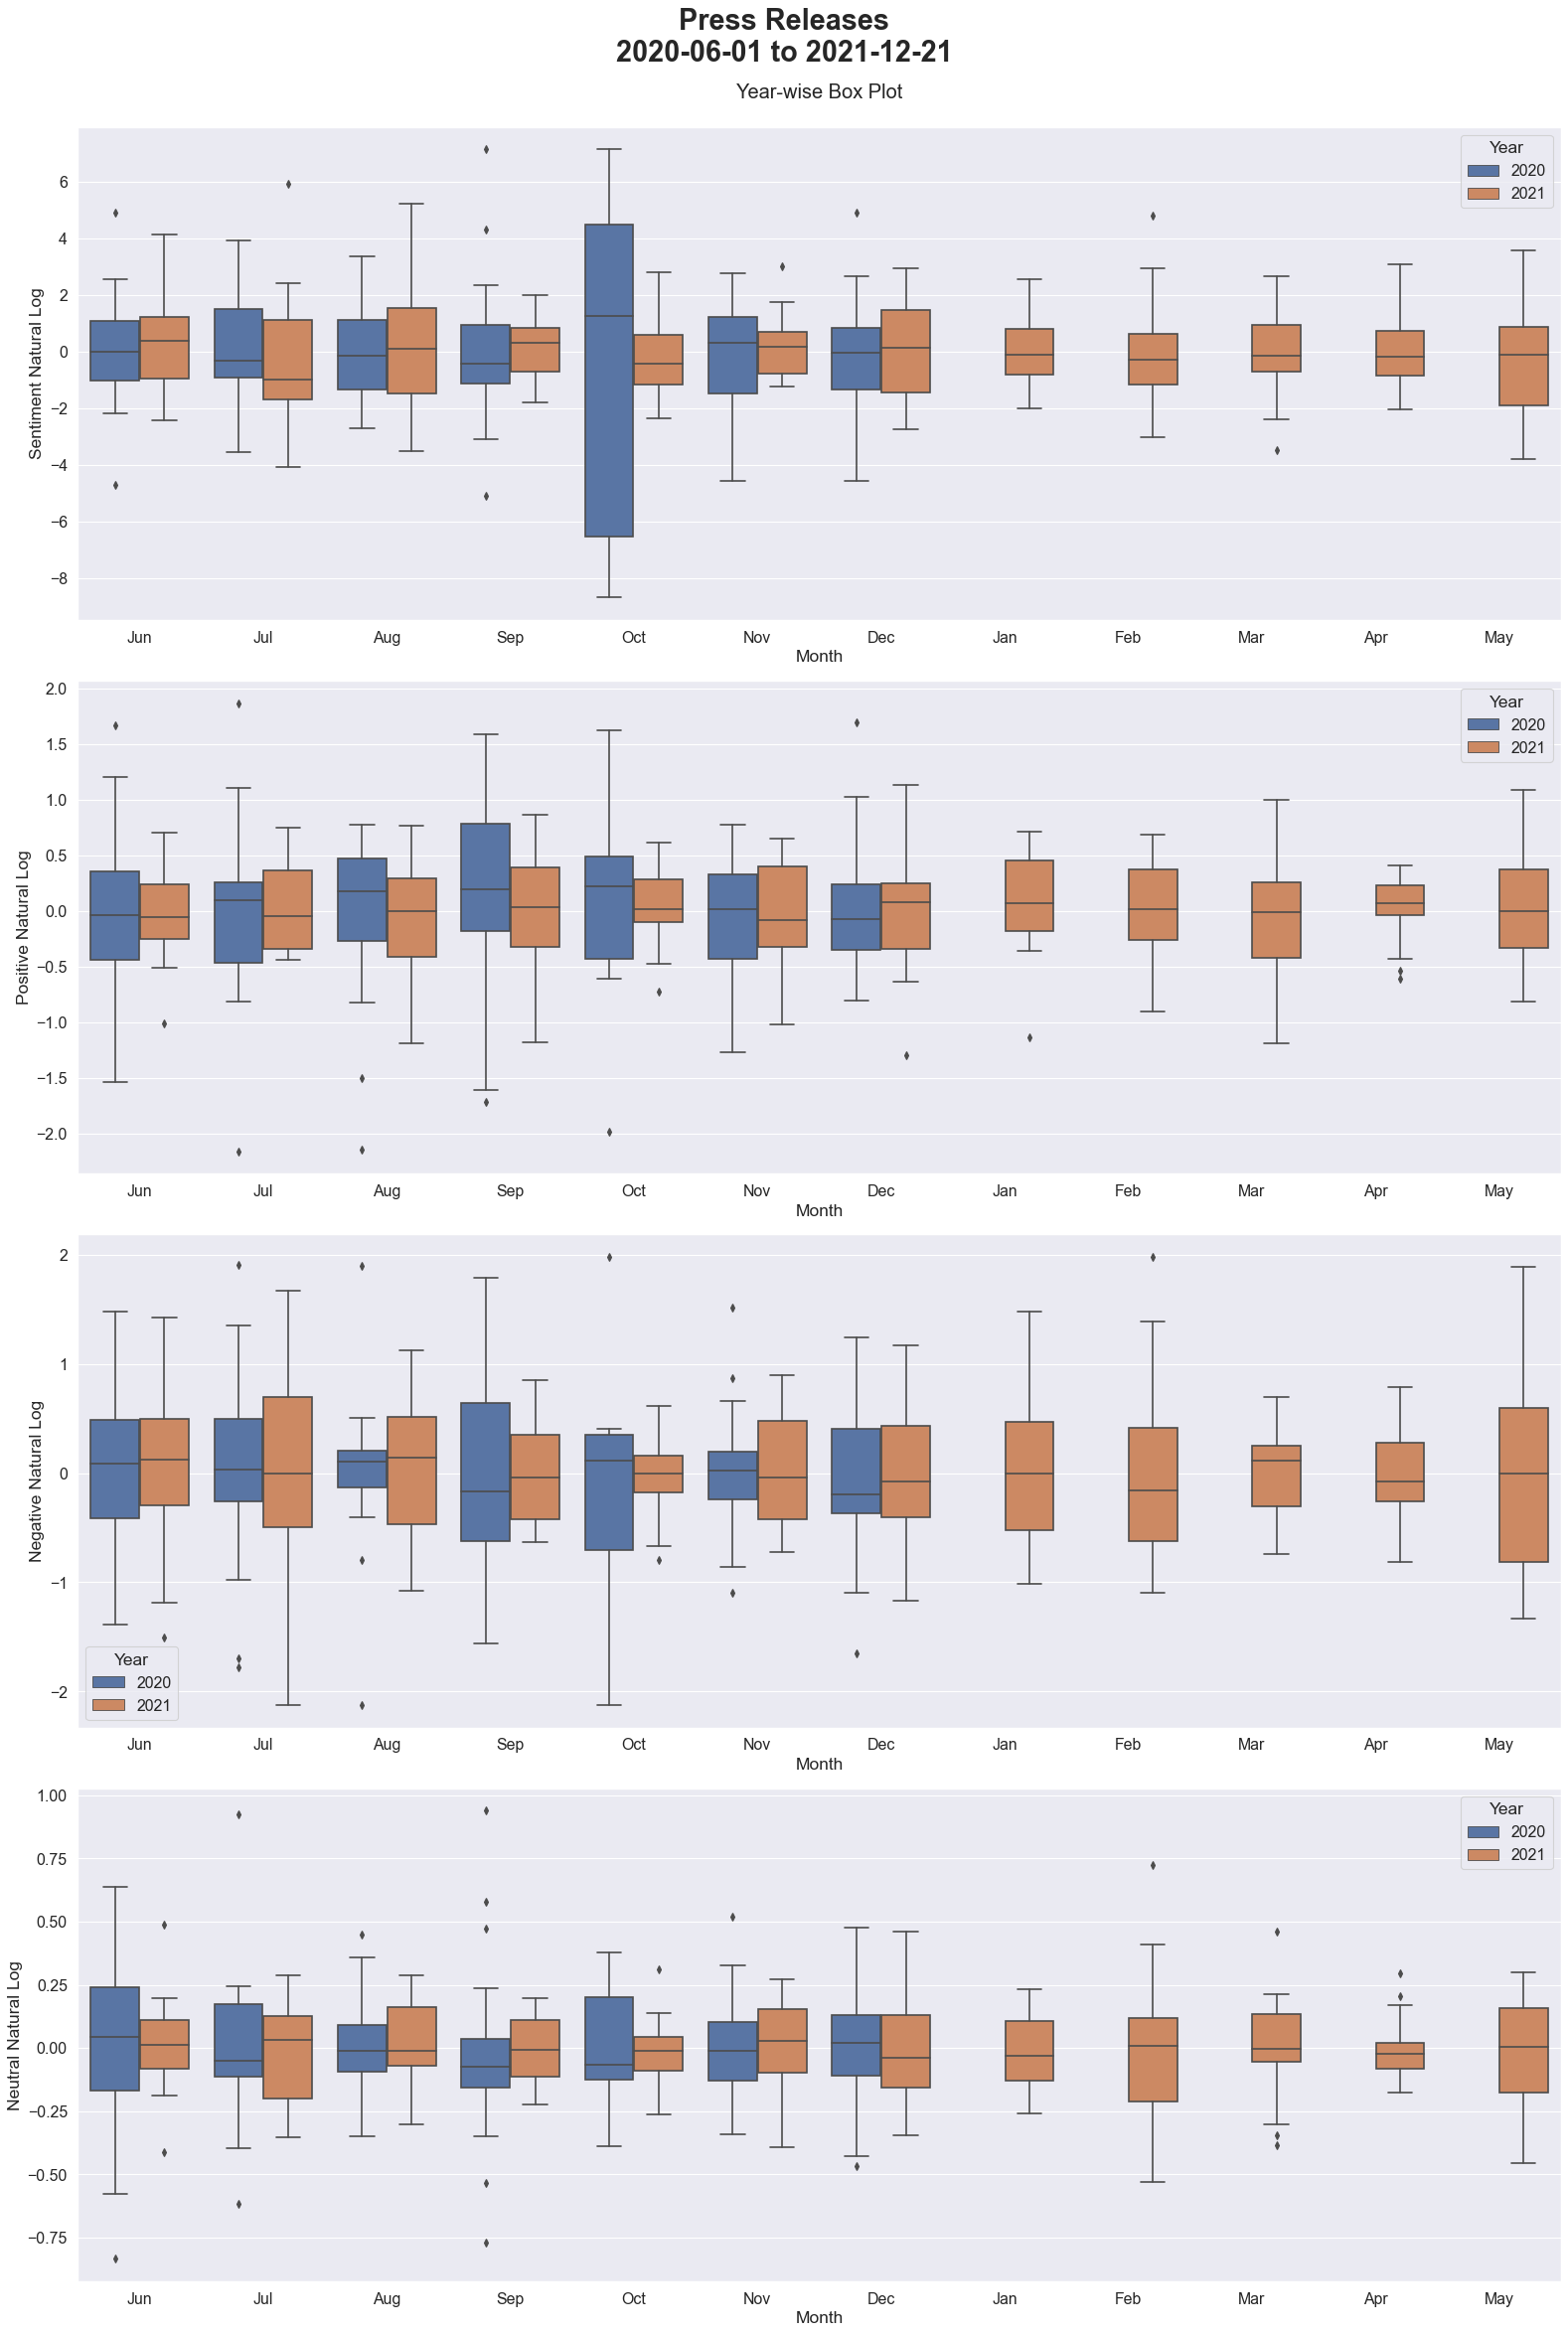 Press Releases
2020-06-01 to 2021-12-21
Year-wise Box Plot
Sentiment Natural Log
6
4
2
0
−2
−4
−6
−8
Year
2020
2021
Jun Jul Aug Sep Oct Nov Dec Jan Feb Mar Apr May
Month
Positive Natural Log
2.0
1.5
1.0
0.5
0.0
−0.5
−1.0
−1.5
−2.0
Year
2020
2021
Jun Jul Aug Sep Oct Nov Dec Jan Feb Mar Apr May
Month
Negative Natural Log
2
1
0
−1
−2
Year
2020
2021
Jun Jul Aug Sep Oct Nov Dec Jan Feb Mar Apr May
Month
Neutral Natural Log
1.00
0.75
0.50
0.25
0.00
−0.25
−0.50
−0.75
Year
2020
2021
Jun Jul Aug Sep Oct Nov Dec Jan Feb Mar Apr May
Month